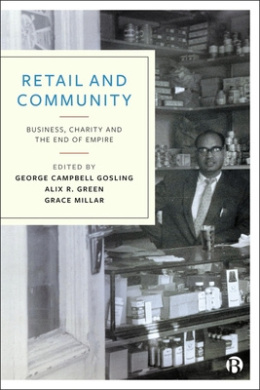 RETAIL AND
COMMUNITY
BUSINESS, CHARITY AND
THE END OF EMPIRE
EDITED BY
GEORGE CAMPBELL GOSLING
ALIX R. GREEN
GRACE MILLAR
B